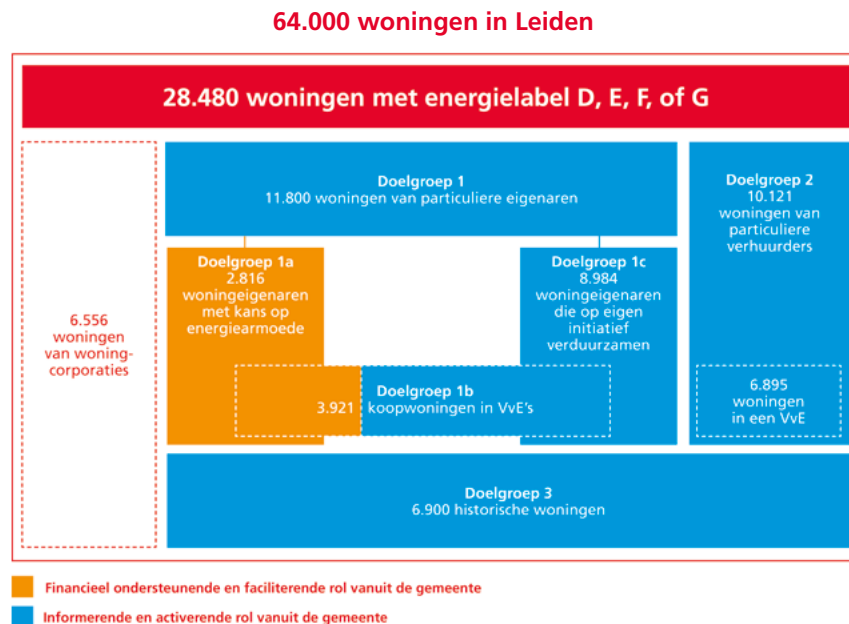 64.000 woningen in Leiden
28.480 woningen met energielabel D, E, F, of G
6.556
woningen
van woning-
corporaties
Doelgroep 1
11.800 woningen van particuliere eigenaren
Doelgroep 1a
2.816
woningeigenaren
met kans op
energiearmoede
Doelgroep 1c
8.984
woningeigenaren
die op eigen
initiatief
verduurzamen
Doelgroep 1b
3.921 koopwoningen in VvE's
Doelgroep 2
10.121
woningen van
particuliere
verhuurders
6.895
woningen
in een VvE
Doelgroep 3
6.900 historische woningen
Financieel ondersteunende en faciliterende rol vanuit de gemeente
Informerende en activerende rol vanuit de gemeente